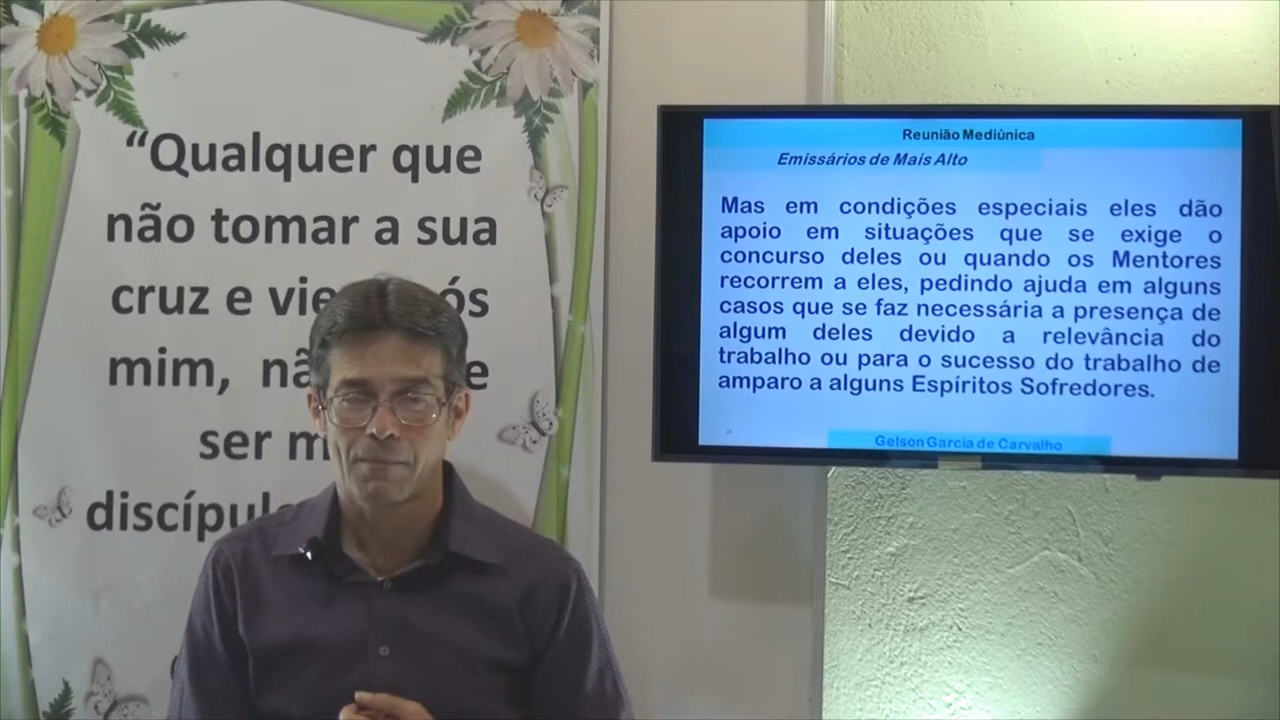 “Qualquer que
não tomar a sua
cruz e
mim,
ser
Reunião Mediúnica
Emissários de Mais Alto
Mas em condições especiais eles dão
apoio em situações que se exige o
concurso deles ou quando os Mentores
recorrem a eles, pedindo ajuda em alguns
casos que se faz necessária a presença de
algum deles devido a relevância do
trabalho ou para o sucesso do trabalho de
amparo a alguns Espíritos Sofredores.
Gelson Garcia de Carvalho